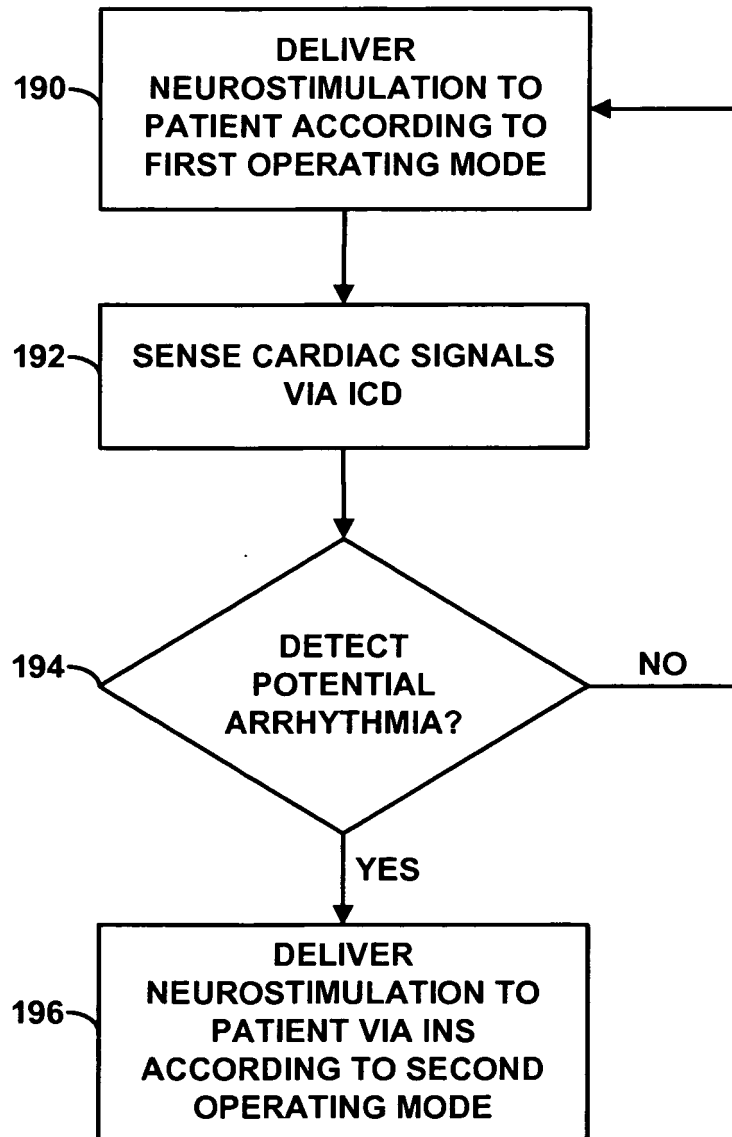 190
DELIVER
NEUROSTIMULATION TO
PATIENT ACCORDING TO
FIRST OPERATING MODE
192
SENSE CARDIAC SIGNALS
VIA ICD
194
DETECT
POTENTIAL
ARRHYTHMIA?
NO
YES
196
DELIVER
NEUROSTIMULATION TO
PATIENT VIA INS
ACCORDING TO SECOND
OPERATING MODE